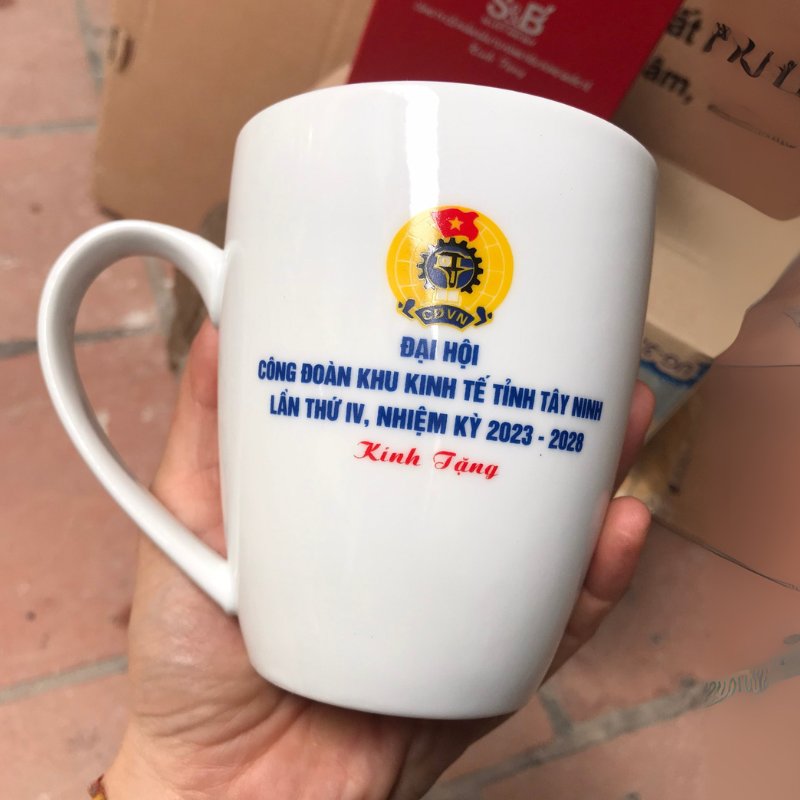 S&B
CĐVN
ĐẠI HỘI
CÔNG ĐOÀN KHU KINH TẾ TỈNH TÂY NINH
LẦN THỨ IV, NHIỆM KỲ 2023 - 2028
Kính Tặng